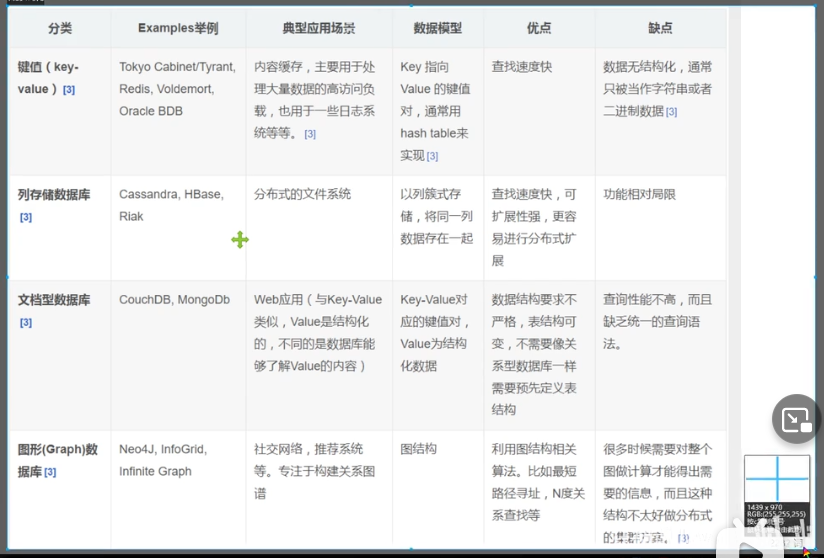 分类 Examples举例 典型应用场景 数据模型 优点 缺点
键值（key-
value）[3]
Tokyo Cabinet/Tyrant,
Redis, Voldemort,
Oracle BDB
内容缓存，主要用于处
理大量数据的高访问负
载，也用于一些日志系
统等等。[3]
Key 指向
Value 的键值
对，通常用
hash table来
实现[3]
查找速度快
数据无结构化，通常
只被当作字符串或者
二进制数据[3]
列存储数据库
[3]
Cassandra, HBase,
Riak
分布式的文件系统
以列簇式存
储，将同一列
数据存在一起
查找速度快，可
扩展性强，更容
易进行分布式扩
展
功能相对局限
文档型数据库
[3]
CouchDB, MongoDb
Web应用（与Key-Value
类似，Value是结构化
的，不同的是数据库能
够了解Value的内容）
Key-Value对
应的键值对，
Value为结构
化数据
数据结构要求不
严格，表结构可
变，不需要像关
系型数据库一样
需要预先定义表
结构
查询性能不高，而且
缺乏统一的查询语
法。
图形(Graph)数
据库[3]
Neo4J, InfoGrid,
Infinite Graph
社交网络，推荐系统
等。专注于构建关系图
谱
图结构
利用图结构相关
算法。比如最短
路径寻址，N度关
系查找等
很多时候需要对整个
图做计算才能得出需
要的信息，而且这种
结构不太好做分布式
的集群方案。[3]
1439 x 970
RGB:(255,255,255)